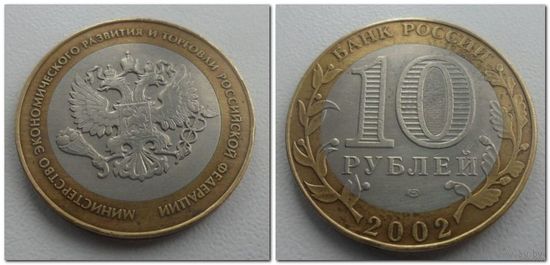 МИНИСТЕРСТВО ЭКОНОМИЧЕСКОГО РАЗВИТИЯ И ТОРГОВЛИ РОССИЙСКОЙ ФЕДЕРАЦИИ
БАНК РОССИИ
10
РУБЛЕЙ
2002